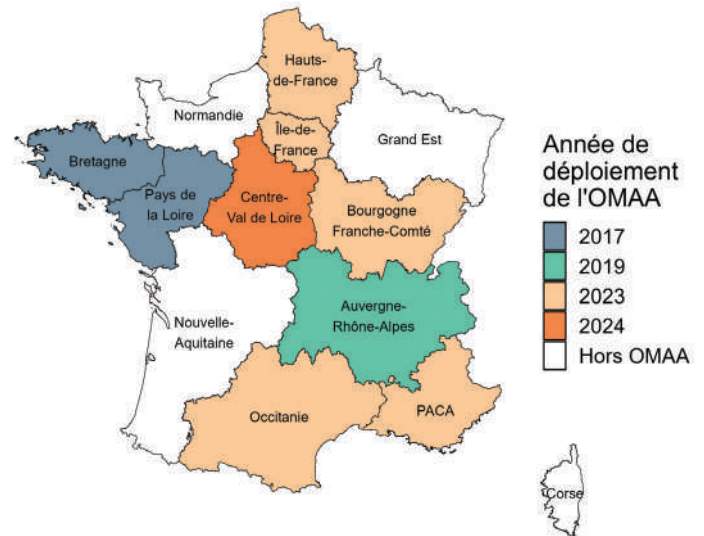 Hauts-
de-France
Normandie
Île-de-
France
Grand Est
Bretagne
Pays de
la Loire
Centre-
Val de Loire
Bourgogne
Franche-Comté
Auvergne-
Rhône-Alpes
Nouvelle-
Aquitaine
Occitanie
PACA
Corse
Année de
déploiement
de l'OMAA
2017
2019
2023
2024
Hors OMAA